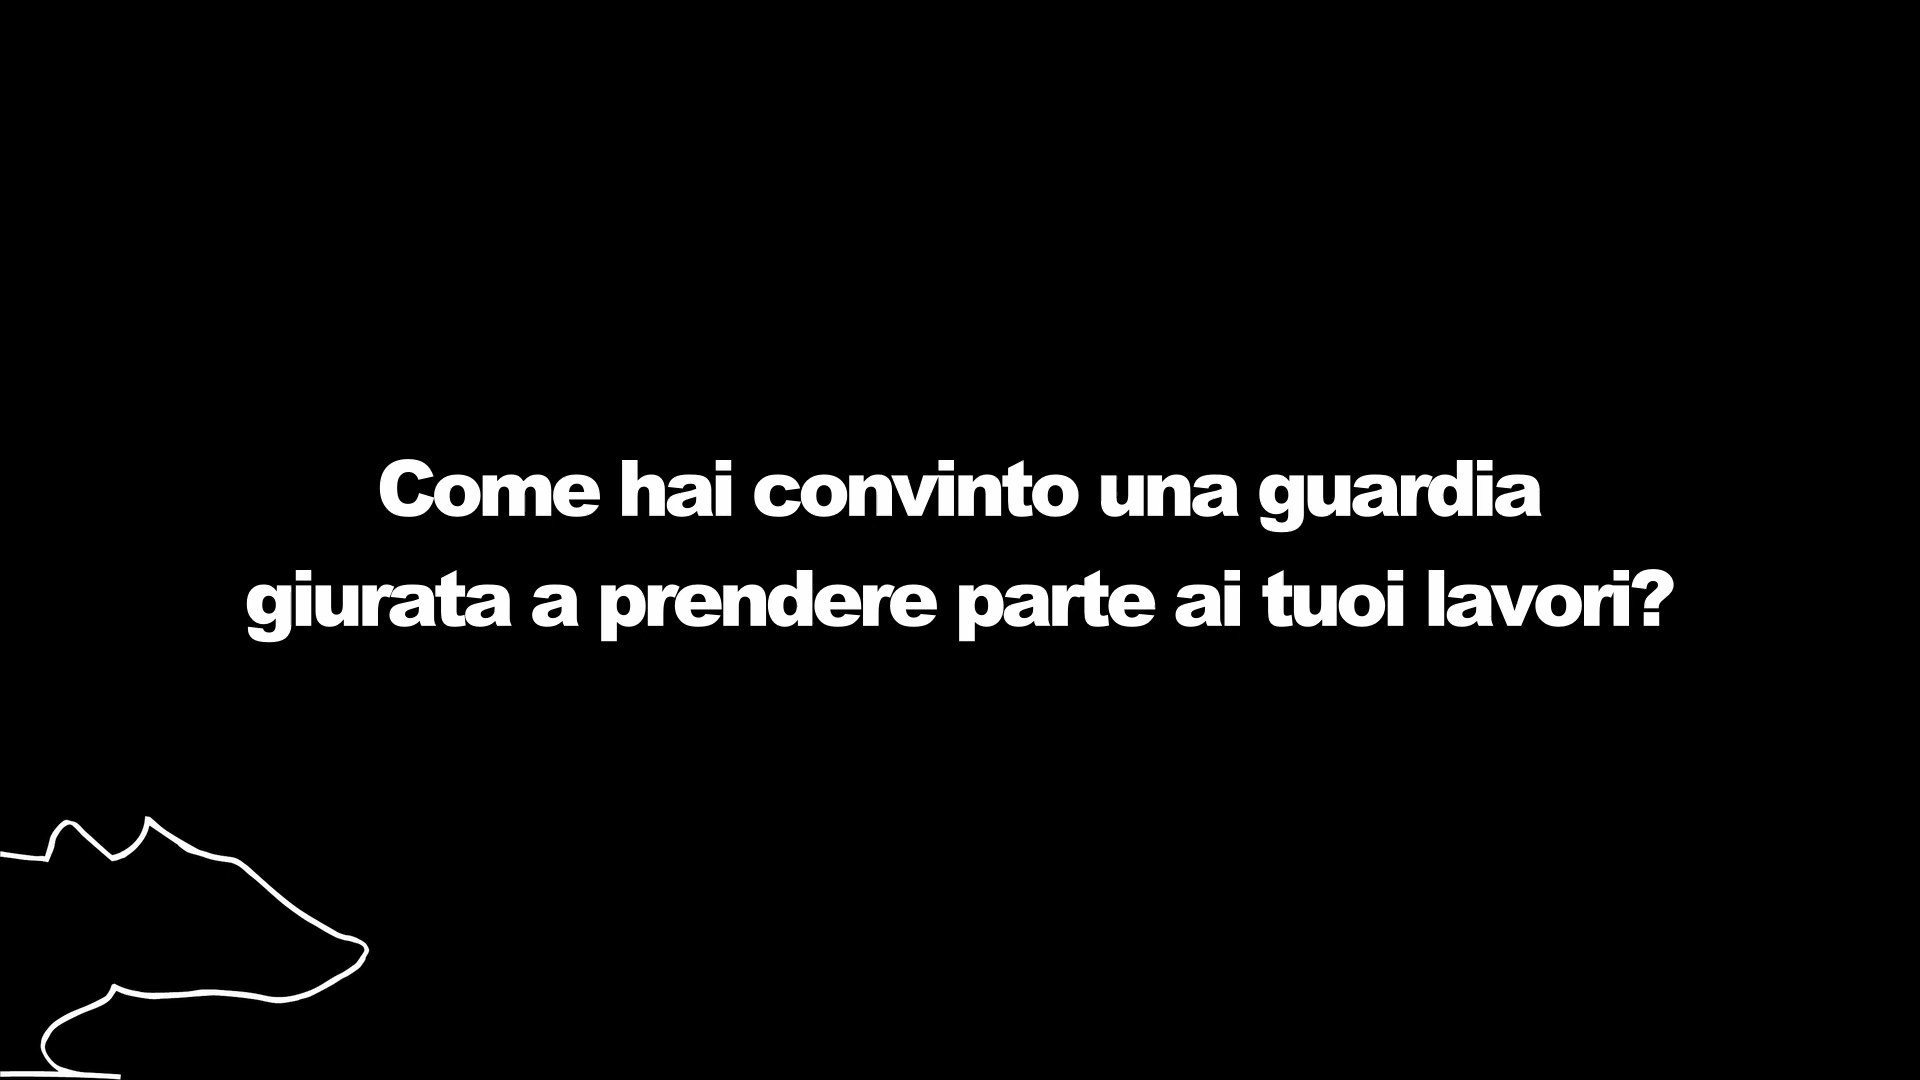 Come hai convinto una guardia
giurata a prendere parte ai tuoi lavori?